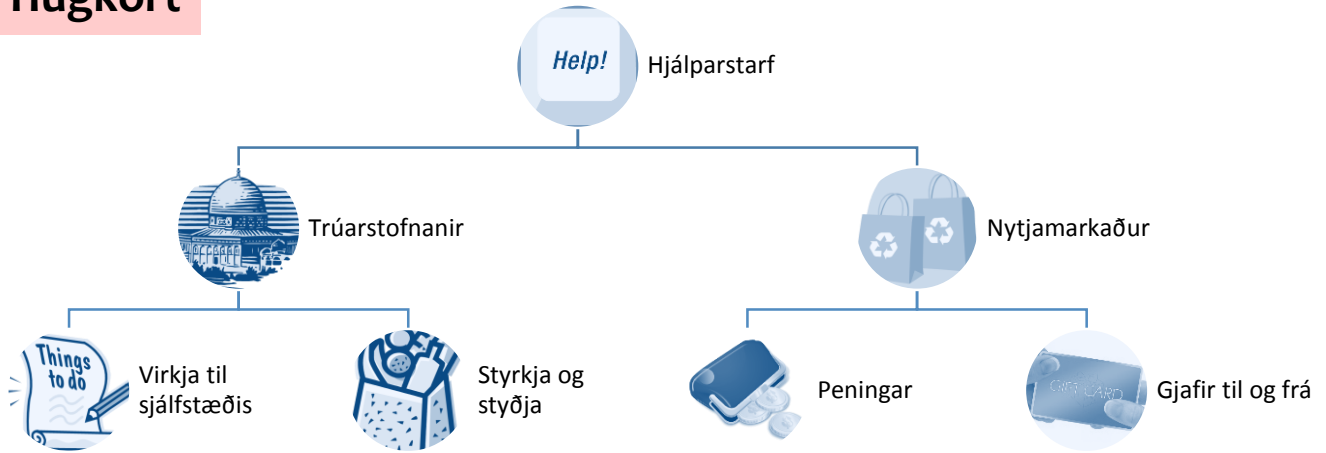 Hugkort
Help!
Hjálparstarf
Trúarstofnanir
Nytjamarkaður
Things
to do
Virkja til
sjálfstæðis
Styrkja og
styðja
Peningar
GIFT CARD
Gjafir til og frá